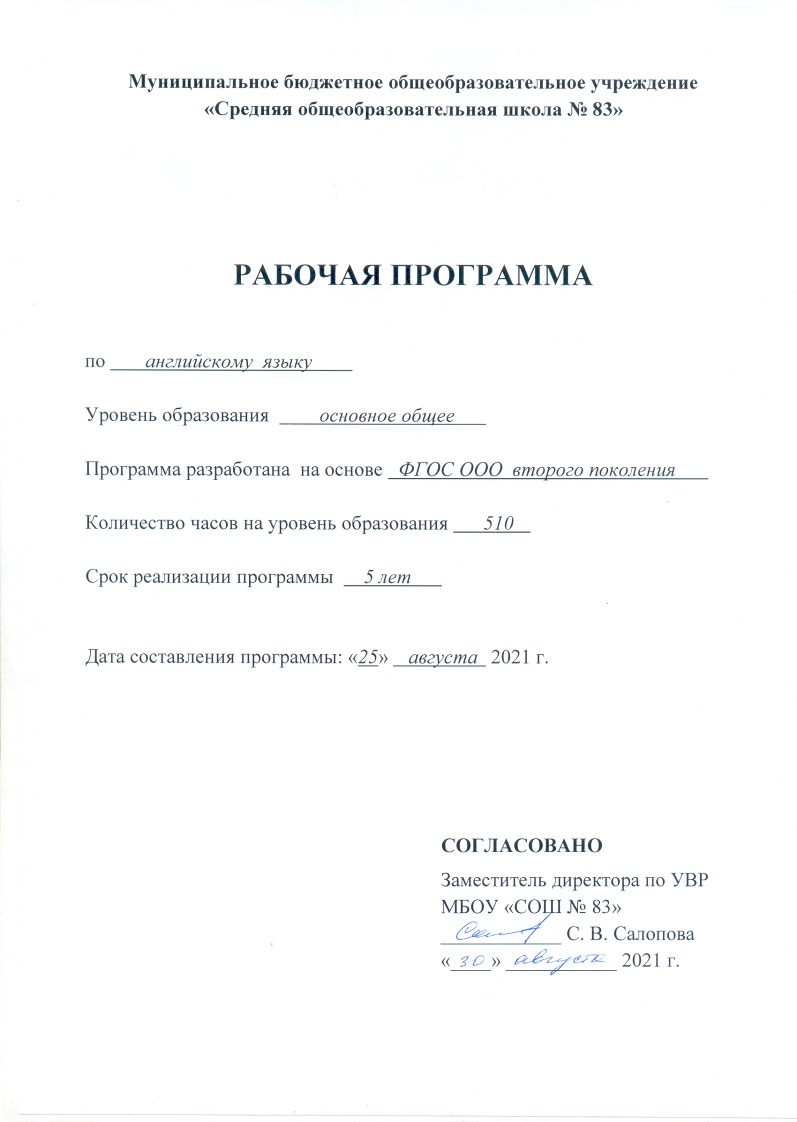 Муниципальное бюджетное общеобразовательное учреждение
«Средняя общеобразовательная школа № 83»
РАБОЧАЯ ПРОГРАММА
по английскому языку
Уровень образования основное общее
Программа разработана на основе ФГОС ООО второго поколения
Количество часов на уровень образования 510
Срок реализации программы 5 лет
Дата составления программы: «25» августа 2021 г.
СОГЛАСОВАНО
Заместитель директора по УВР
МБОУ «СОШ № 83»
С. В. Салопова
«30» августа 2021 г.